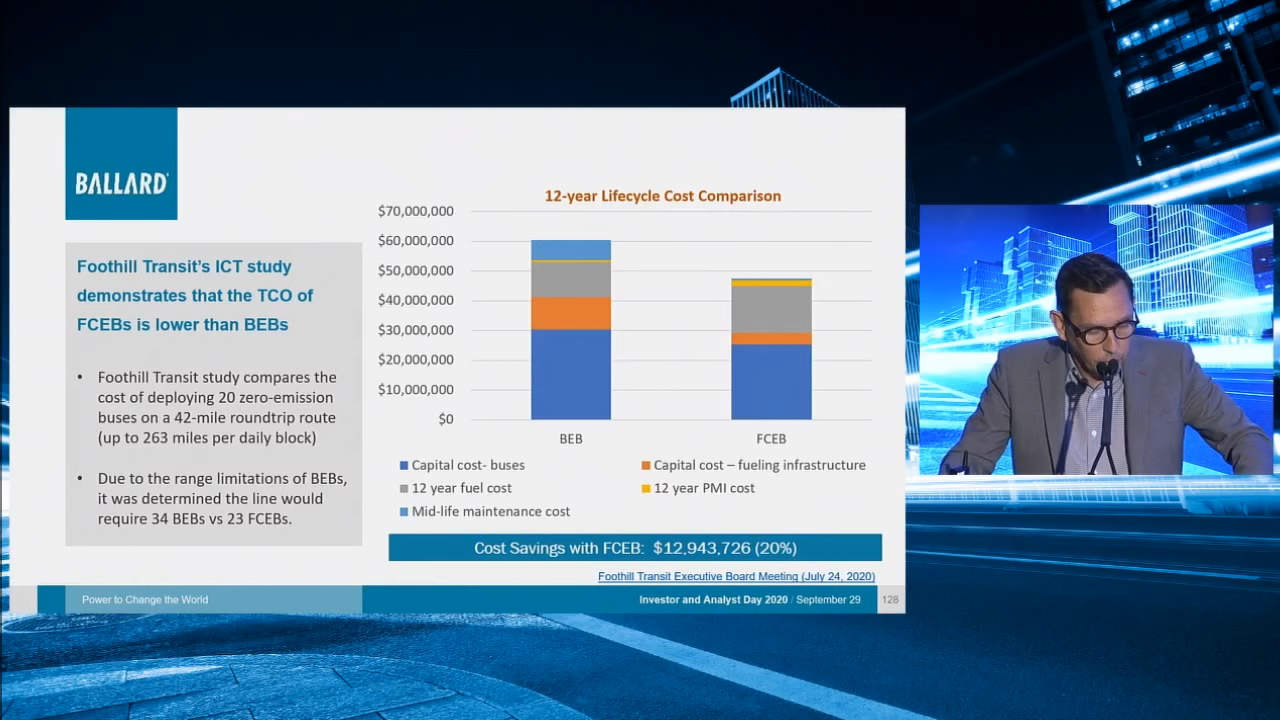 BALLARD
Foothill Transit's ICT study
demonstrates that the TCO of
FCEBs is lower than BEBs
• Foothill Transit study compares the
cost of deploying 20 zero-emission
buses on a 42-mile roundtrip route
(up to 263 miles per daily block)
• Due to the range limitations of BEBs,
it was determined the line would
require 34 BEBs vs 23 FCEBs.
12-year Lifecycle Cost Comparison
$70,000,000
$60,000,000
$50,000,000
$40,000,000
$30,000,000
$20,000,000
$10,000,000
$0
BEB FCEB
Capital cost- buses Capital cost – fueling infrastructure
12 year fuel cost 12 year PMI cost
Mid-life maintenance cost
Cost Savings with FCEB: $12,943,726 (20%)
Foothill Transit Executive Board Meeting (July 24, 2020)
Power to Change the World Investor and Analyst Day 2020 / September 29 128